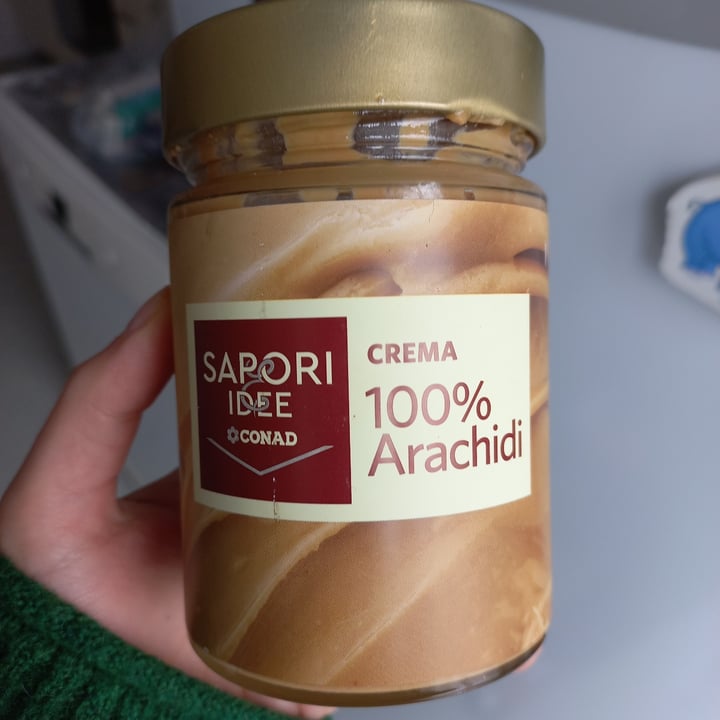 SAPORI
&
IDEE
CONAD
CREMA
100%
Arachidi